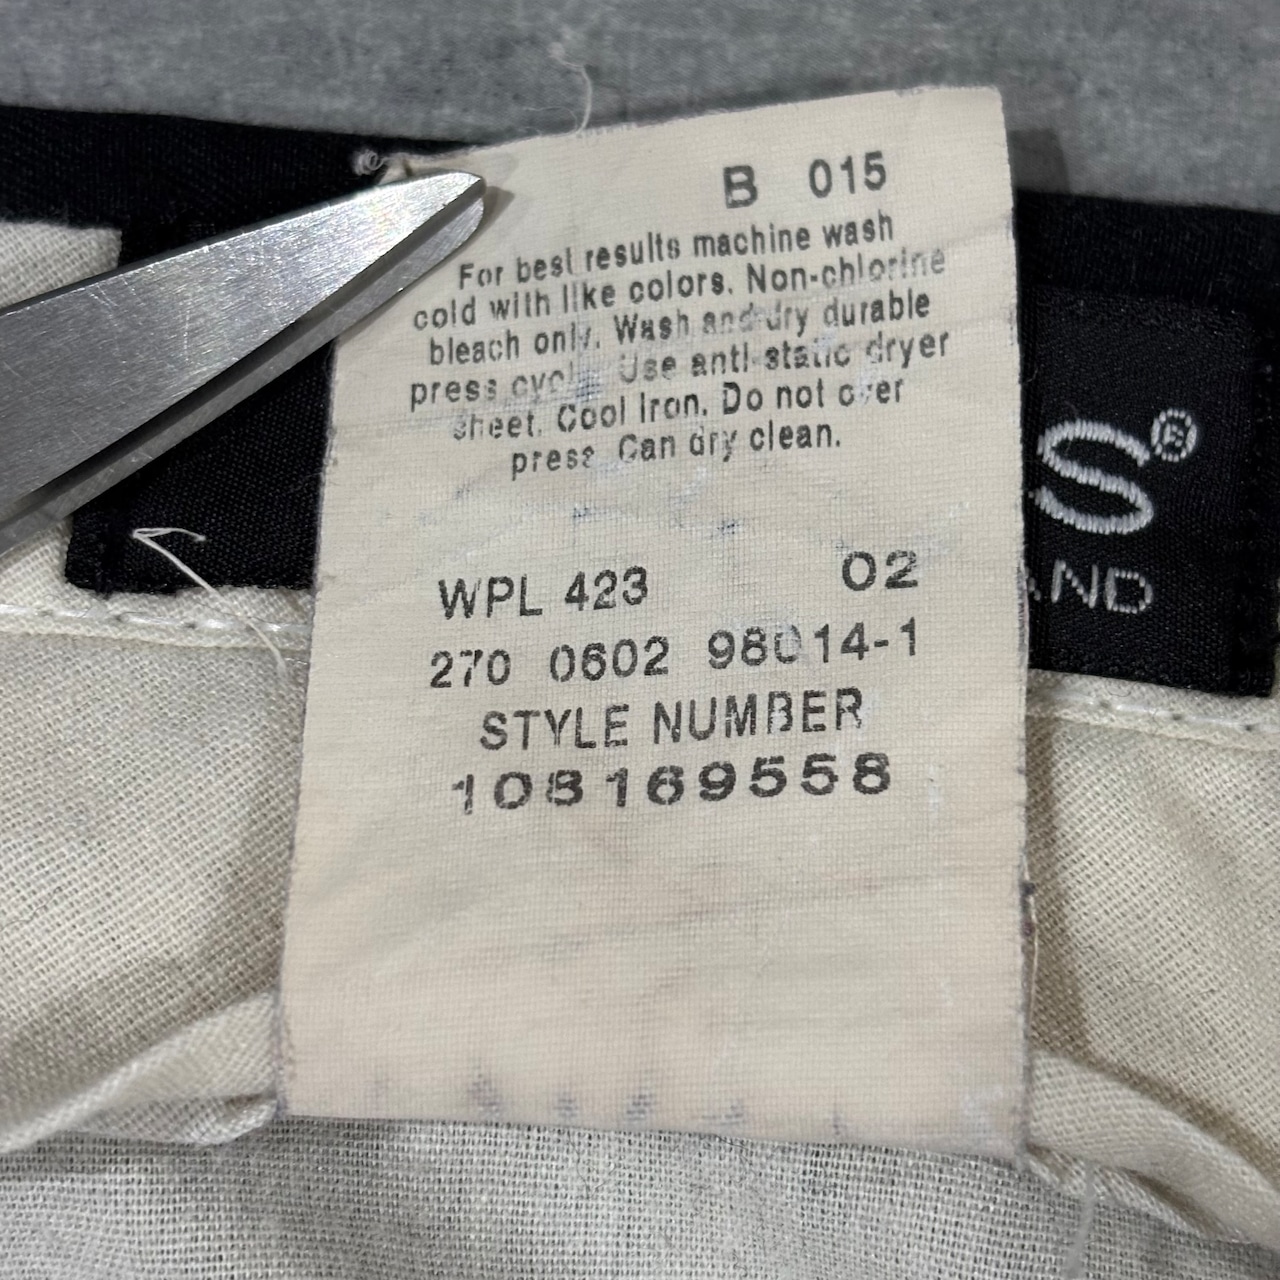 B 015
For best results machine wash
cold with like colors. Non-chlorine
bleach only. Wash and dry durable
press cycle. Use anti-static dryer
sheet. Cool Iron. Do not over
press. Can dry clean.
WPL 423 02
270 0602 98014-1
STYLE NUMBER
108169558
S®
AND